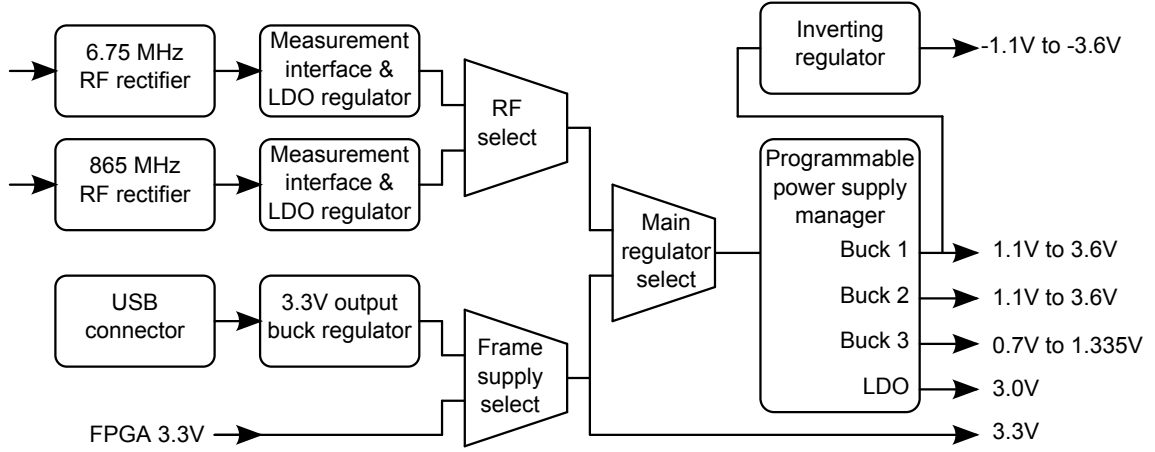 6.75 MHz
RF rectifier
Measurement
interface &
LDO regulator
RF
select
Inverting
regulator
-1.1V to -3.6V
865 MHz
RF rectifier
Measurement
interface &
LDO regulator
Programmable
power supply
manager
Main
regulator
select
Buck 1
1.1V to 3.6V
Buck 2
1.1V to 3.6V
Buck 3
0.7V to 1.335V
LDO
3.0V
USB
connector
3.3V output
buck regulator
Frame
supply
select
FPGA 3.3V
3.3V